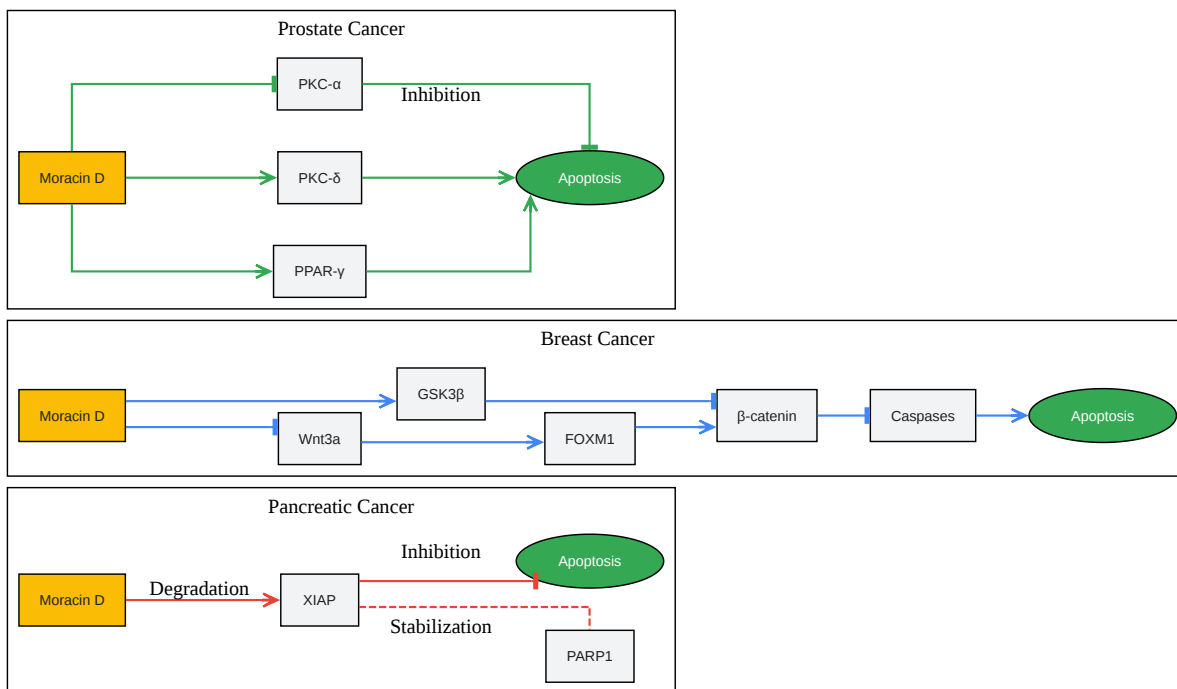 Prostate Cancer
PKC-α
Inhibition
Moracin D
PKC-δ
Apoptosis
PPAR-γ
Breast Cancer
GSK3β
Moracin D
β-catenin
Caspases
Apoptosis
Wnt3a
FOXM1
Pancreatic Cancer
Inhibition
Apoptosis
Moracin D
Degradation
XIAP
Stabilization
PARP1